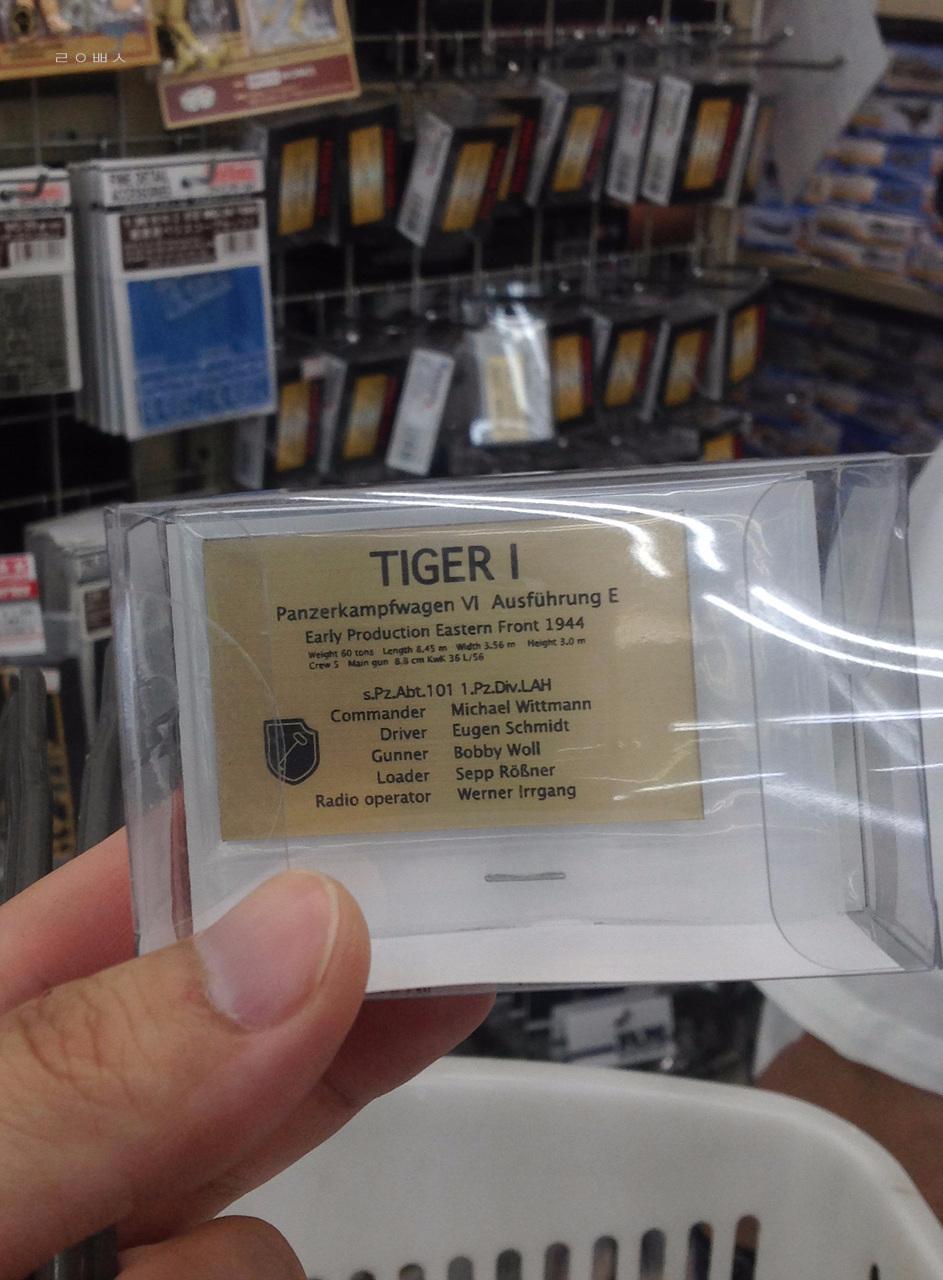 ㄹㅇㅃㅅ
TIGER I
Panzerkampfwagen VI Ausführung E
Early Production Eastern Front 1944
Weight 60 tons Length 8.45 m Width 3.56 m Height 3.0 m
Crew 5 Main gun 8.8 cm KwK 36 L/56
s.Pz.Abt.101 1.Pz.Div.LAH
Commander Michael Wittmann
Driver Eugen Schmidt
Gunner Bobby Woll
Loader Sepp Rößner
Radio operator Werner Irrgang